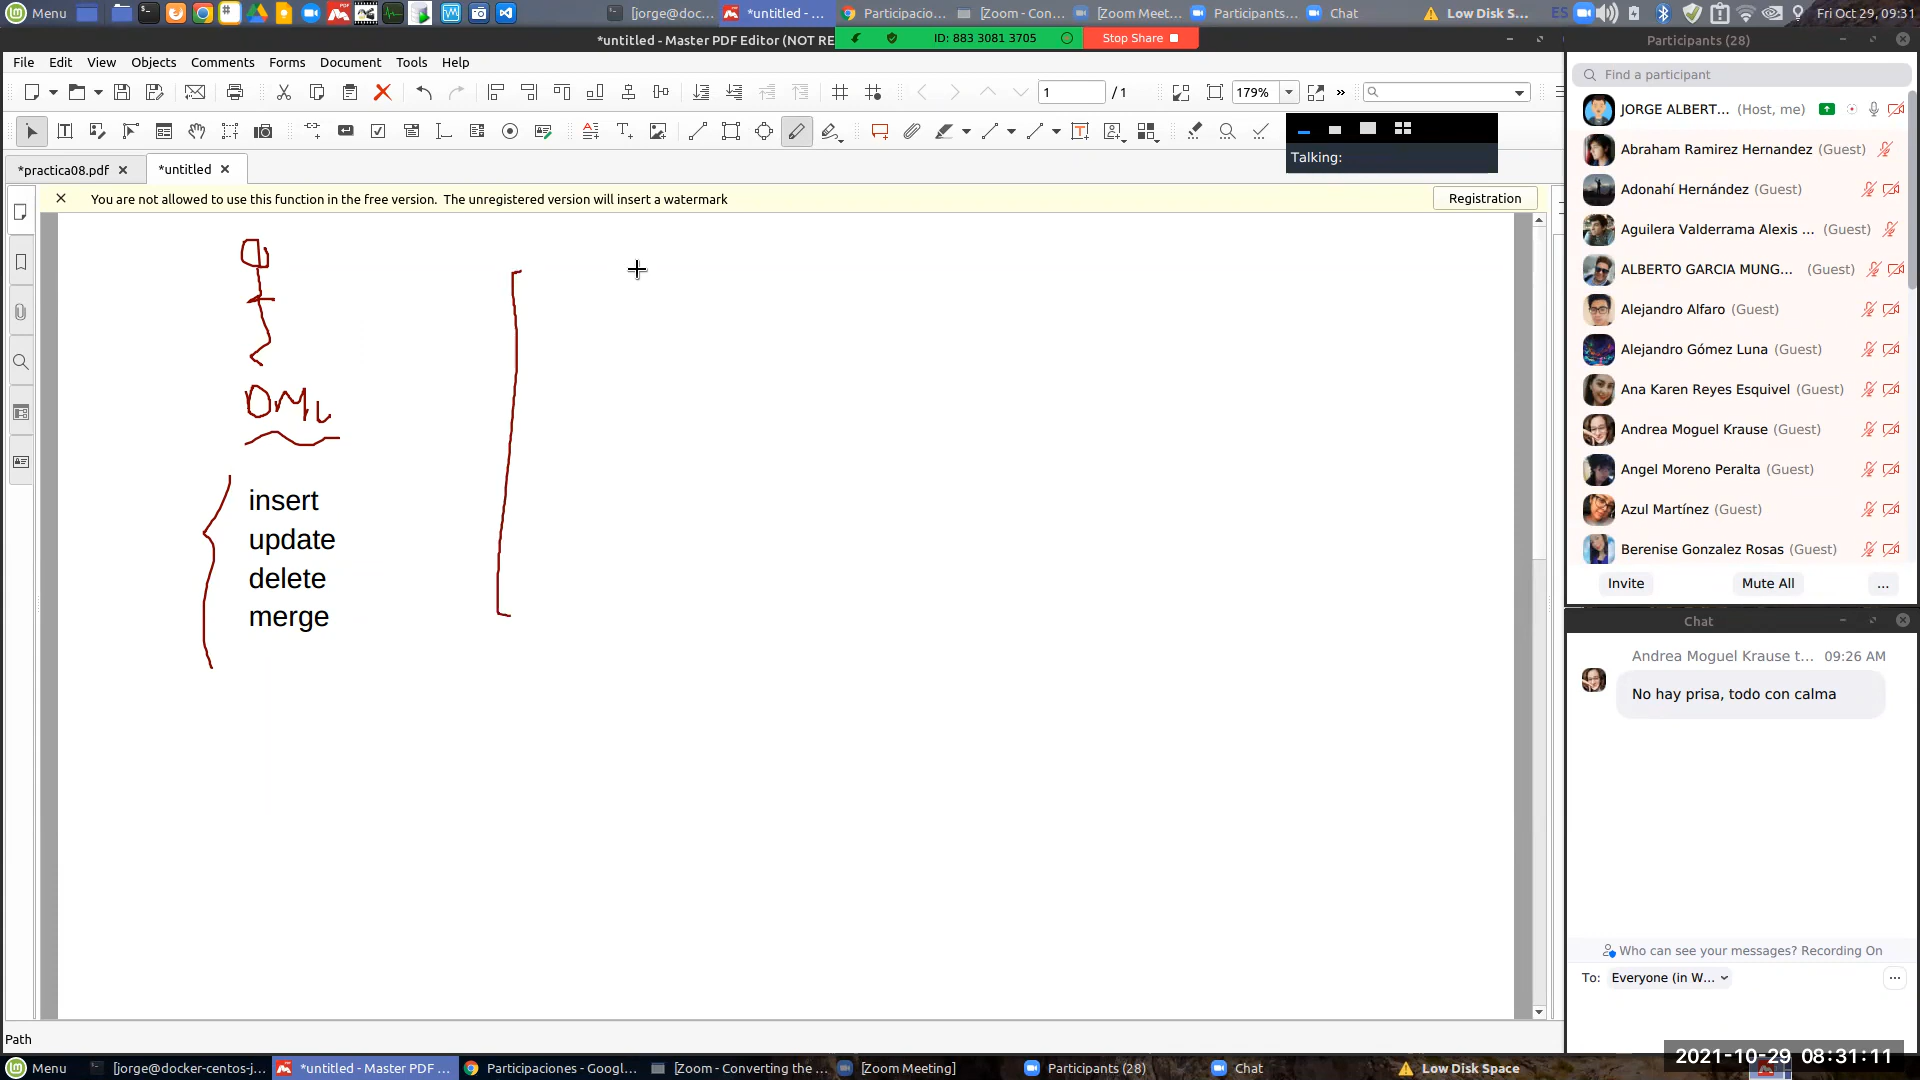 Menu
[jorge@doc...
*untitled - ...
Participacio...
[Zoom - Con...
[Zoom Meet...
Participants...
Chat
Low Disk S...
ES
Fri Oct 29, 09:31
*untitled - Master PDF Editor (NOT RE
ID: 883 3081 3705
Stop Share
Participants (28)
File Edit View Objects Comments Forms Document Tools Help
Find a participant
1 / 1
179%
Talking:
*practica08.pdf
*untitled
You are not allowed to use this function in the free version. The unregistered version will insert a watermark
Registration
DML
insert
update
delete
merge
JORGE ALBERT... (Host, me)
Abraham Ramirez Hernandez (Guest)
Adonahí Hernández (Guest)
Aguilera Valderrama Alexis ... (Guest)
ALBERTO GARCIA MUNG... (Guest)
Alejandro Alfaro (Guest)
Alejandro Gómez Luna (Guest)
Ana Karen Reyes Esquivel (Guest)
Andrea Moguel Krause (Guest)
Angel Moreno Peralta (Guest)
Azul Martínez (Guest)
Berenise Gonzalez Rosas (Guest)
Invite
Mute All
...
Chat
Andrea Moguel Krause t... 09:26 AM
No hay prisa, todo con calma
Who can see your messages? Recording On
To: Everyone (in W...
Path
Menu
[jorge@docker-centos-j...
*untitled - Master PDF ...
Participaciones - Googl...
[Zoom - Converting the ...
[Zoom Meeting]
Participants (28)
Chat
Low Disk Space
2021-10-29 08:31:11